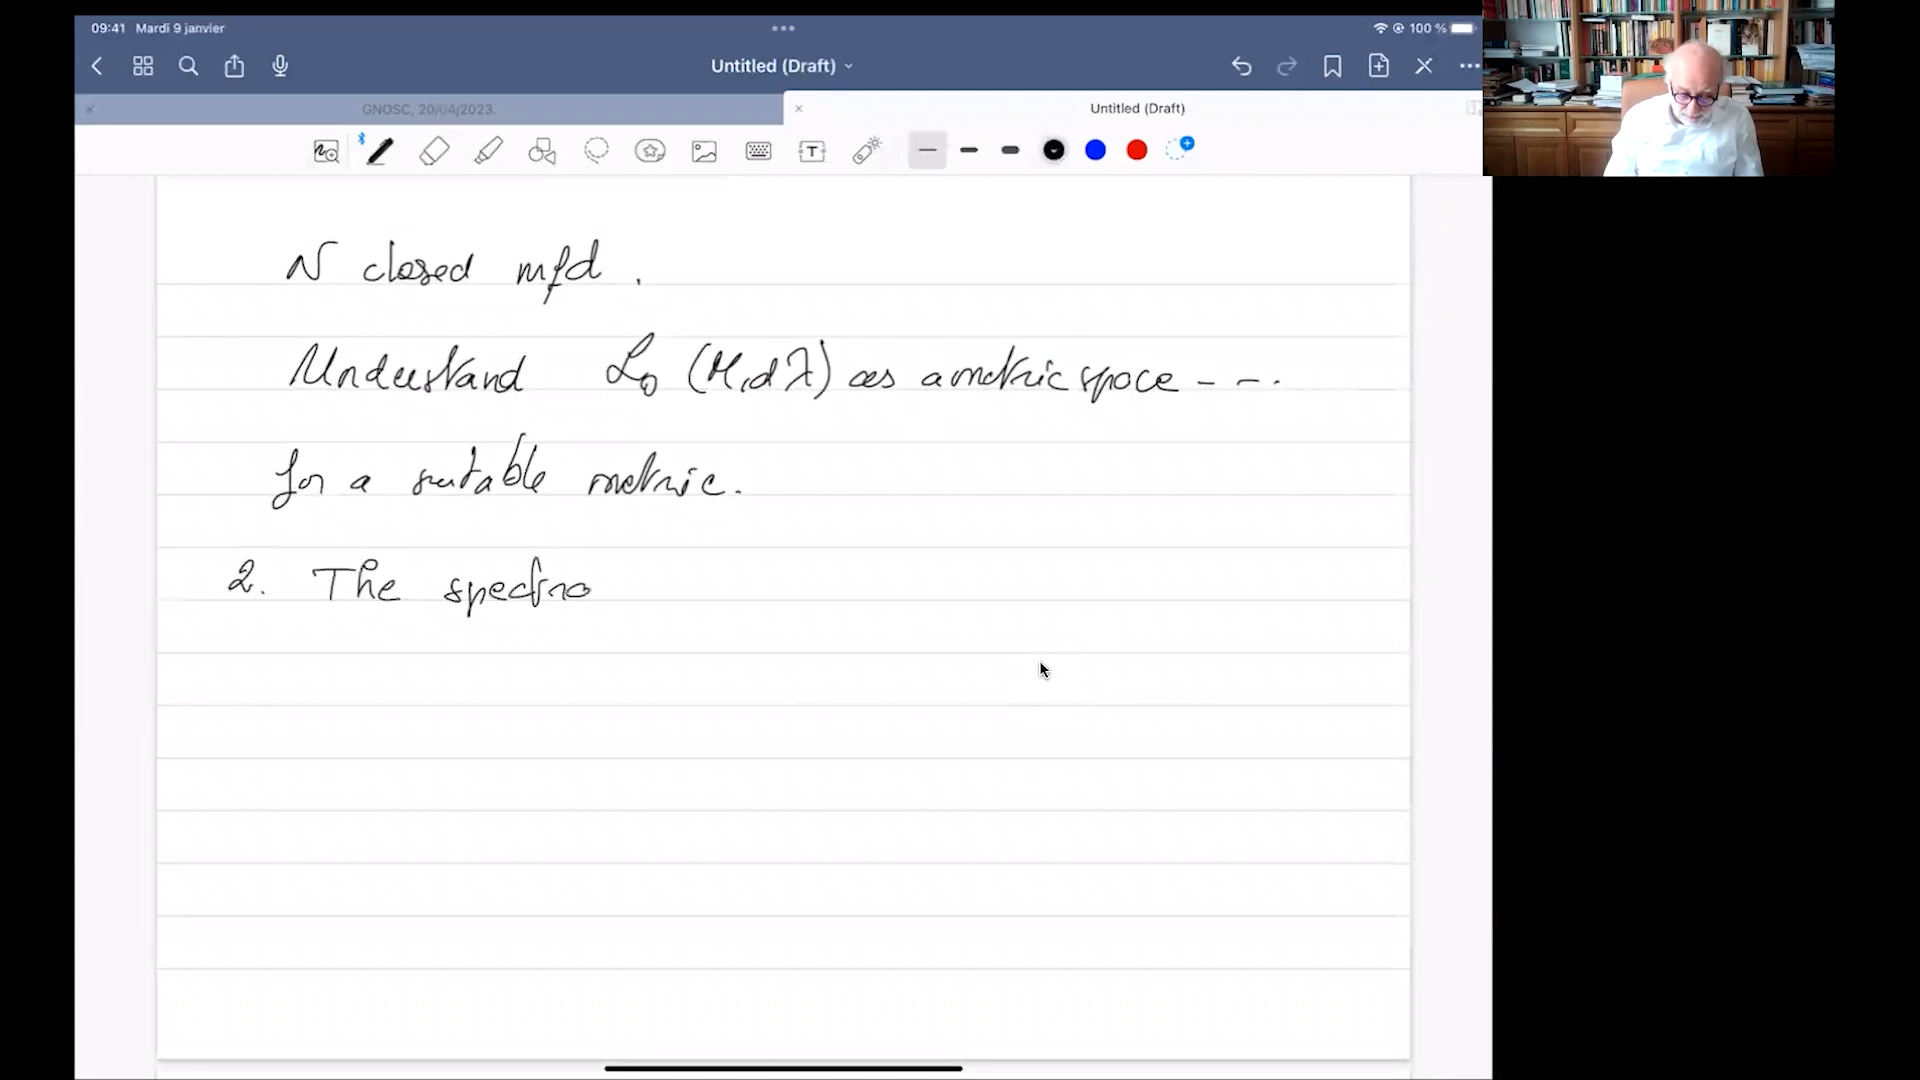 09:41 Mardi 9 janvier
100 %
Untitled (Draft)
GNOSC, 20/04/2023.
Untitled (Draft)
T
N closed mfd .
Understand ℒ₀ (M,dλ) as a metric space - - .
for a suitable metric.
2. The spectra